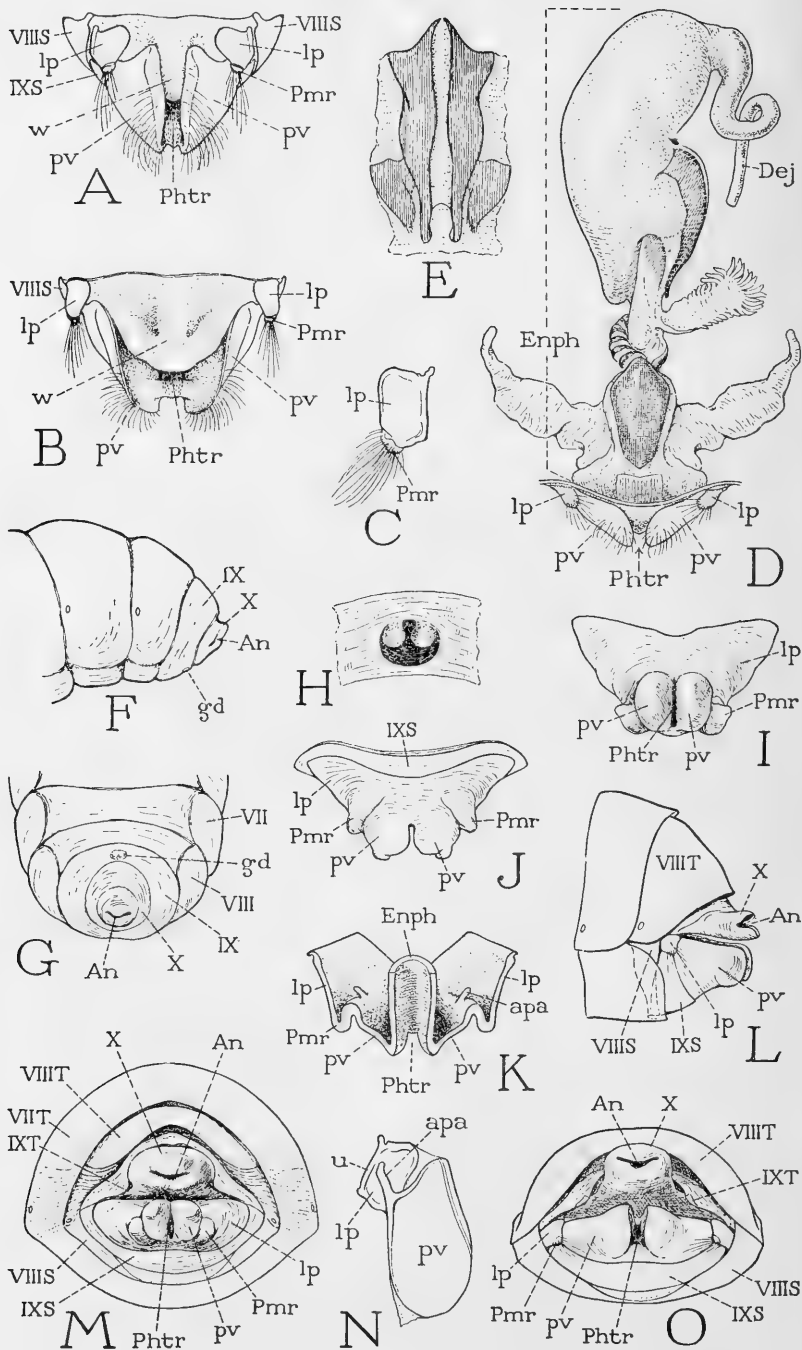 VIIIS
VIIIS
lp
lp
IXS
Pmr
w
pv
pv
Phtr
A
E
Dej
VIIIS
lp
lp
Pmr
w
pv
pv
Phtr
B
lp
Pmr
C
Enph
lp
lp
pv
pv
Phtr
D
IX
X
An
gd
F
H
lp
pv
Pmr
Phtr
pv
I
IXS
lp
Pmr
Pmr
pv
pv
J
VII
gd
VIII
IX
X
An
G
VIIIT
X
An
pv
lp
VIIIS
IXS
L
Enph
lp
lp
apa
Pmr
pv
pv
Phtr
K
X
An
VIIIT
VIIT
IXT
VIIIS
IXS
lp
Pmr
Phtr
pv
M
apa
u
lp
pv
N
An
X
VIIIT
IXT
lp
Pmr
pv
Phtr
IXS
VIIIS
O